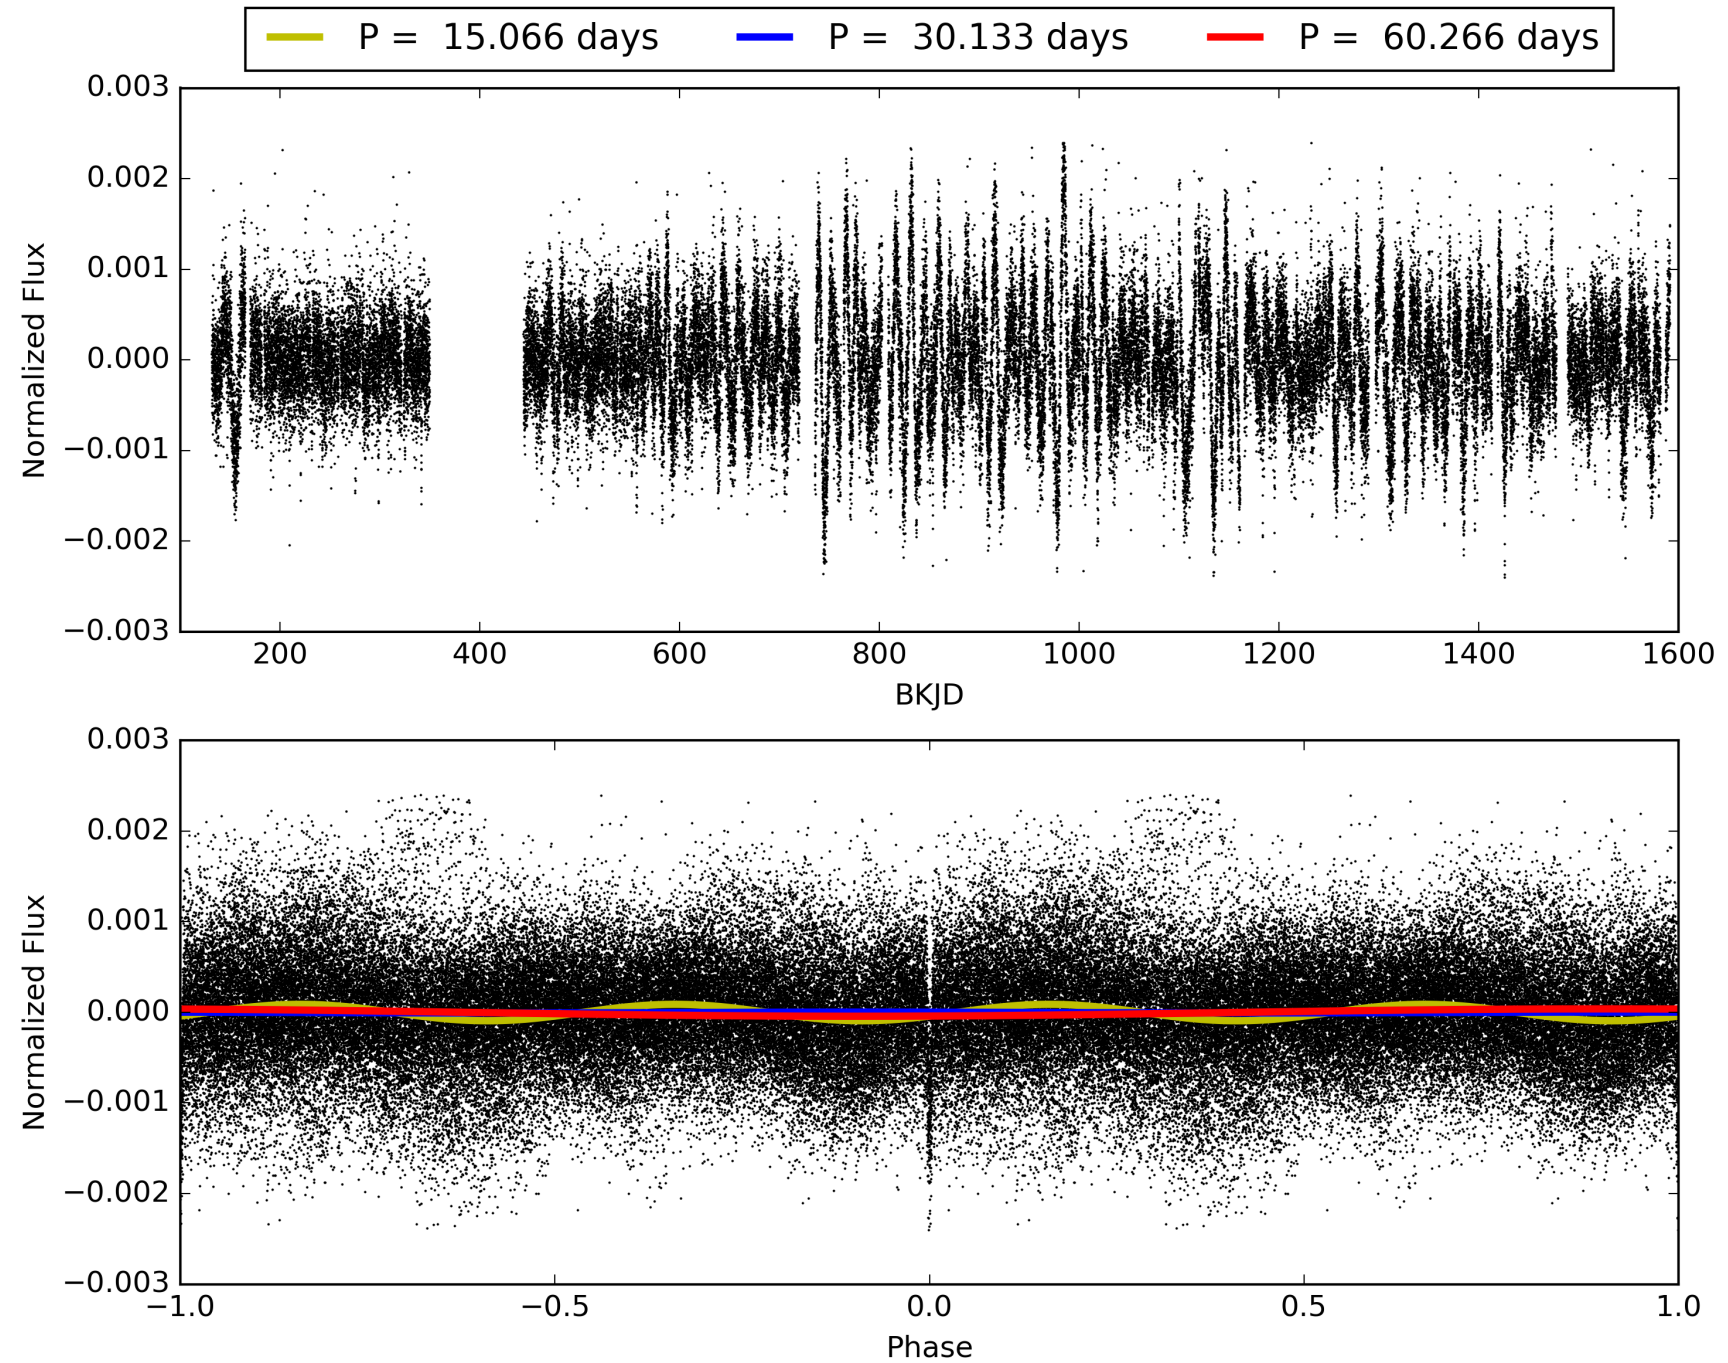 P =  15.066 days P =  30.133 days P =  60.266 days
0.003
0.002
0.001
0.000
−0.001
−0.002
−0.003
Normalized Flux
200 400 600 800 1000 1200 1400 1600
BKJD
0.003
0.002
0.001
0.000
−0.001
−0.002
−0.003
Normalized Flux
−1.0 −0.5 0.0 0.5 1.0
Phase